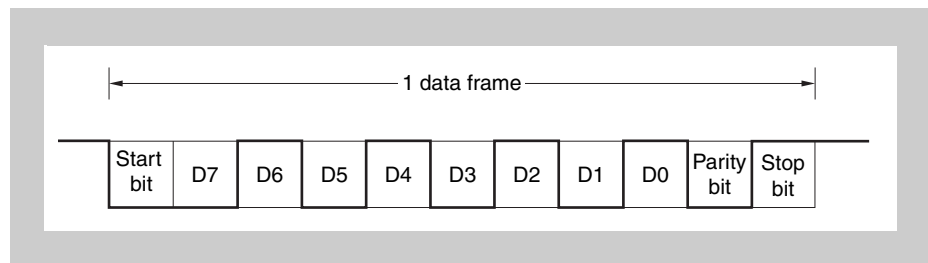 1 data frame
Start bit D7 D6 D5 D4 D3 D2 D1 D0 Parity bit Stop bit